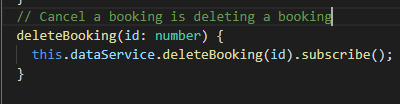 }
// Cancel a booking is deleting a booking
deleteBooking(id: number) {
this.dataService.deleteBooking(id).subscribe();
}